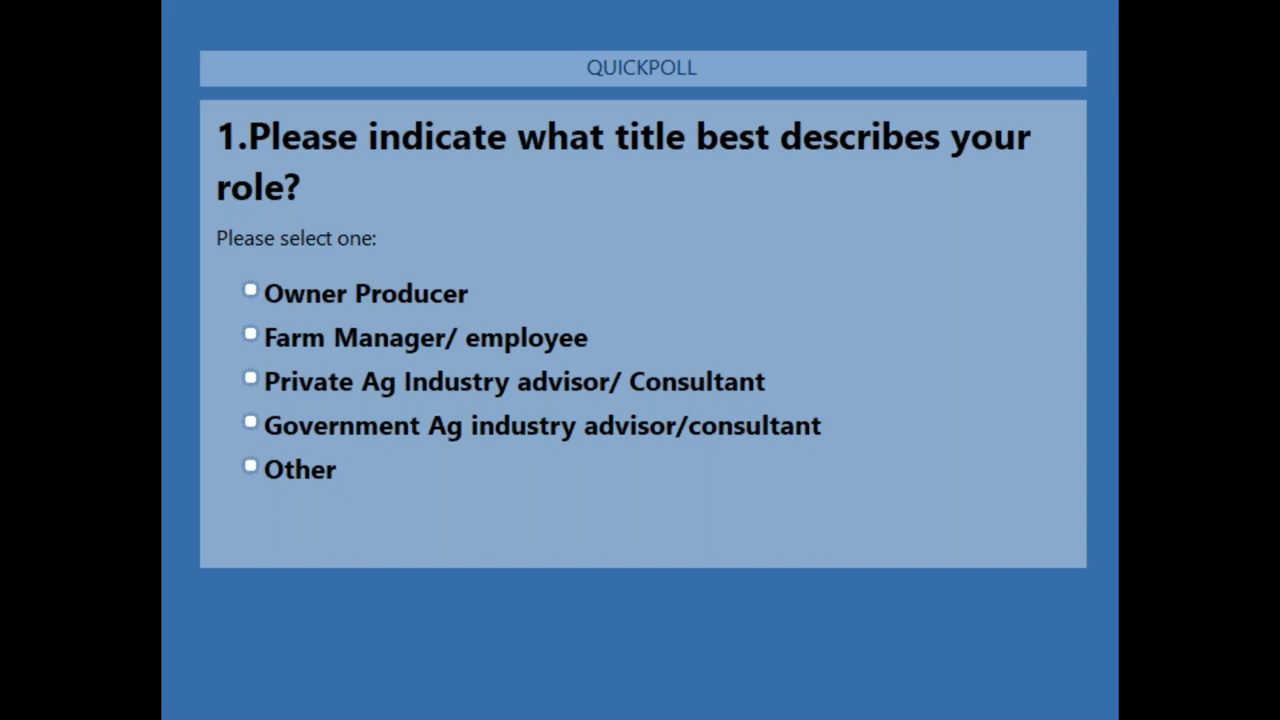 QUICKPOLL
1.Please indicate what title best describes your
role?
Please select one:
Owner Producer
Farm Manager/ employee
Private Ag Industry advisor/ Consultant
Government Ag industry advisor/consultant
Other